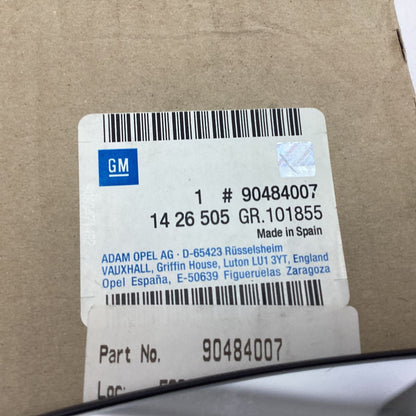 GM
1 # 90484007
14 26 505 GR.101855
Made in Spain
ADAM OPEL AG · D-65423 Rüsselsheim
VAUXHALL, Griffin House, Luton LU1 3YT, England
Opel España, E-50639 Figueruelas Zaragoza
Part No. 90484007
Loc: